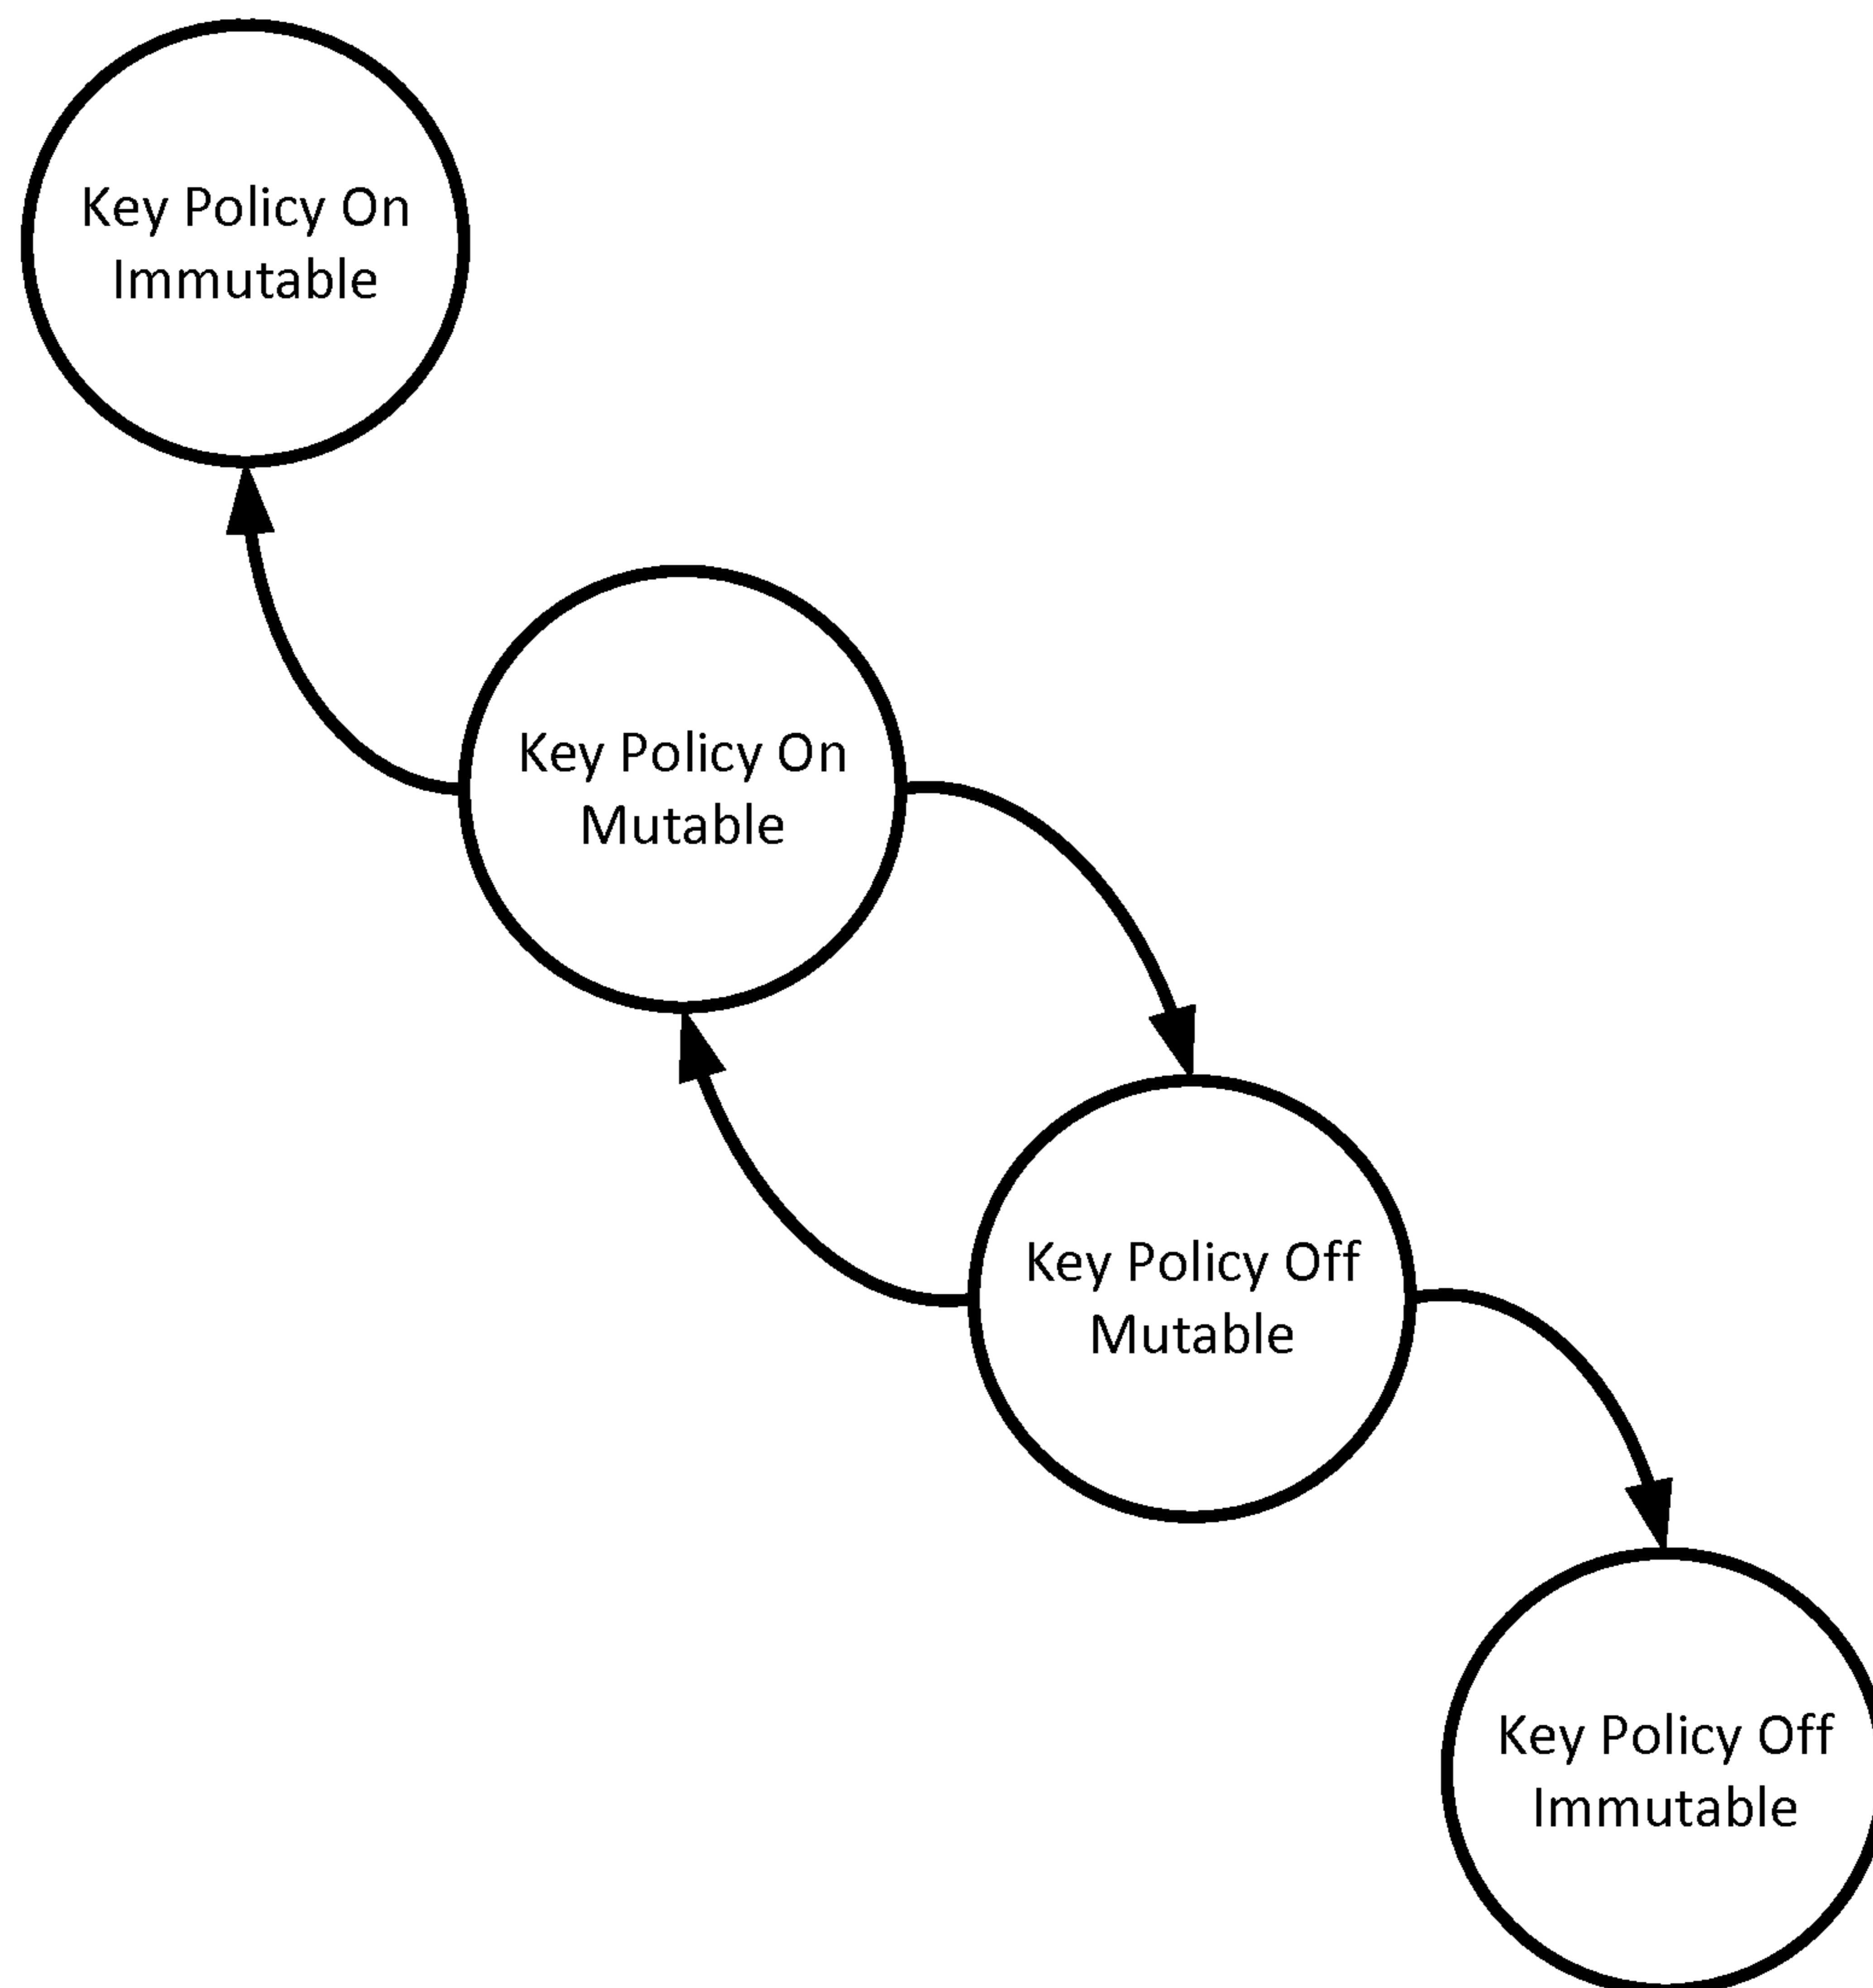 Key Policy On
Immutable
Key Policy On
Mutable
Key Policy Off
Mutable
Key Policy Off
Immutable